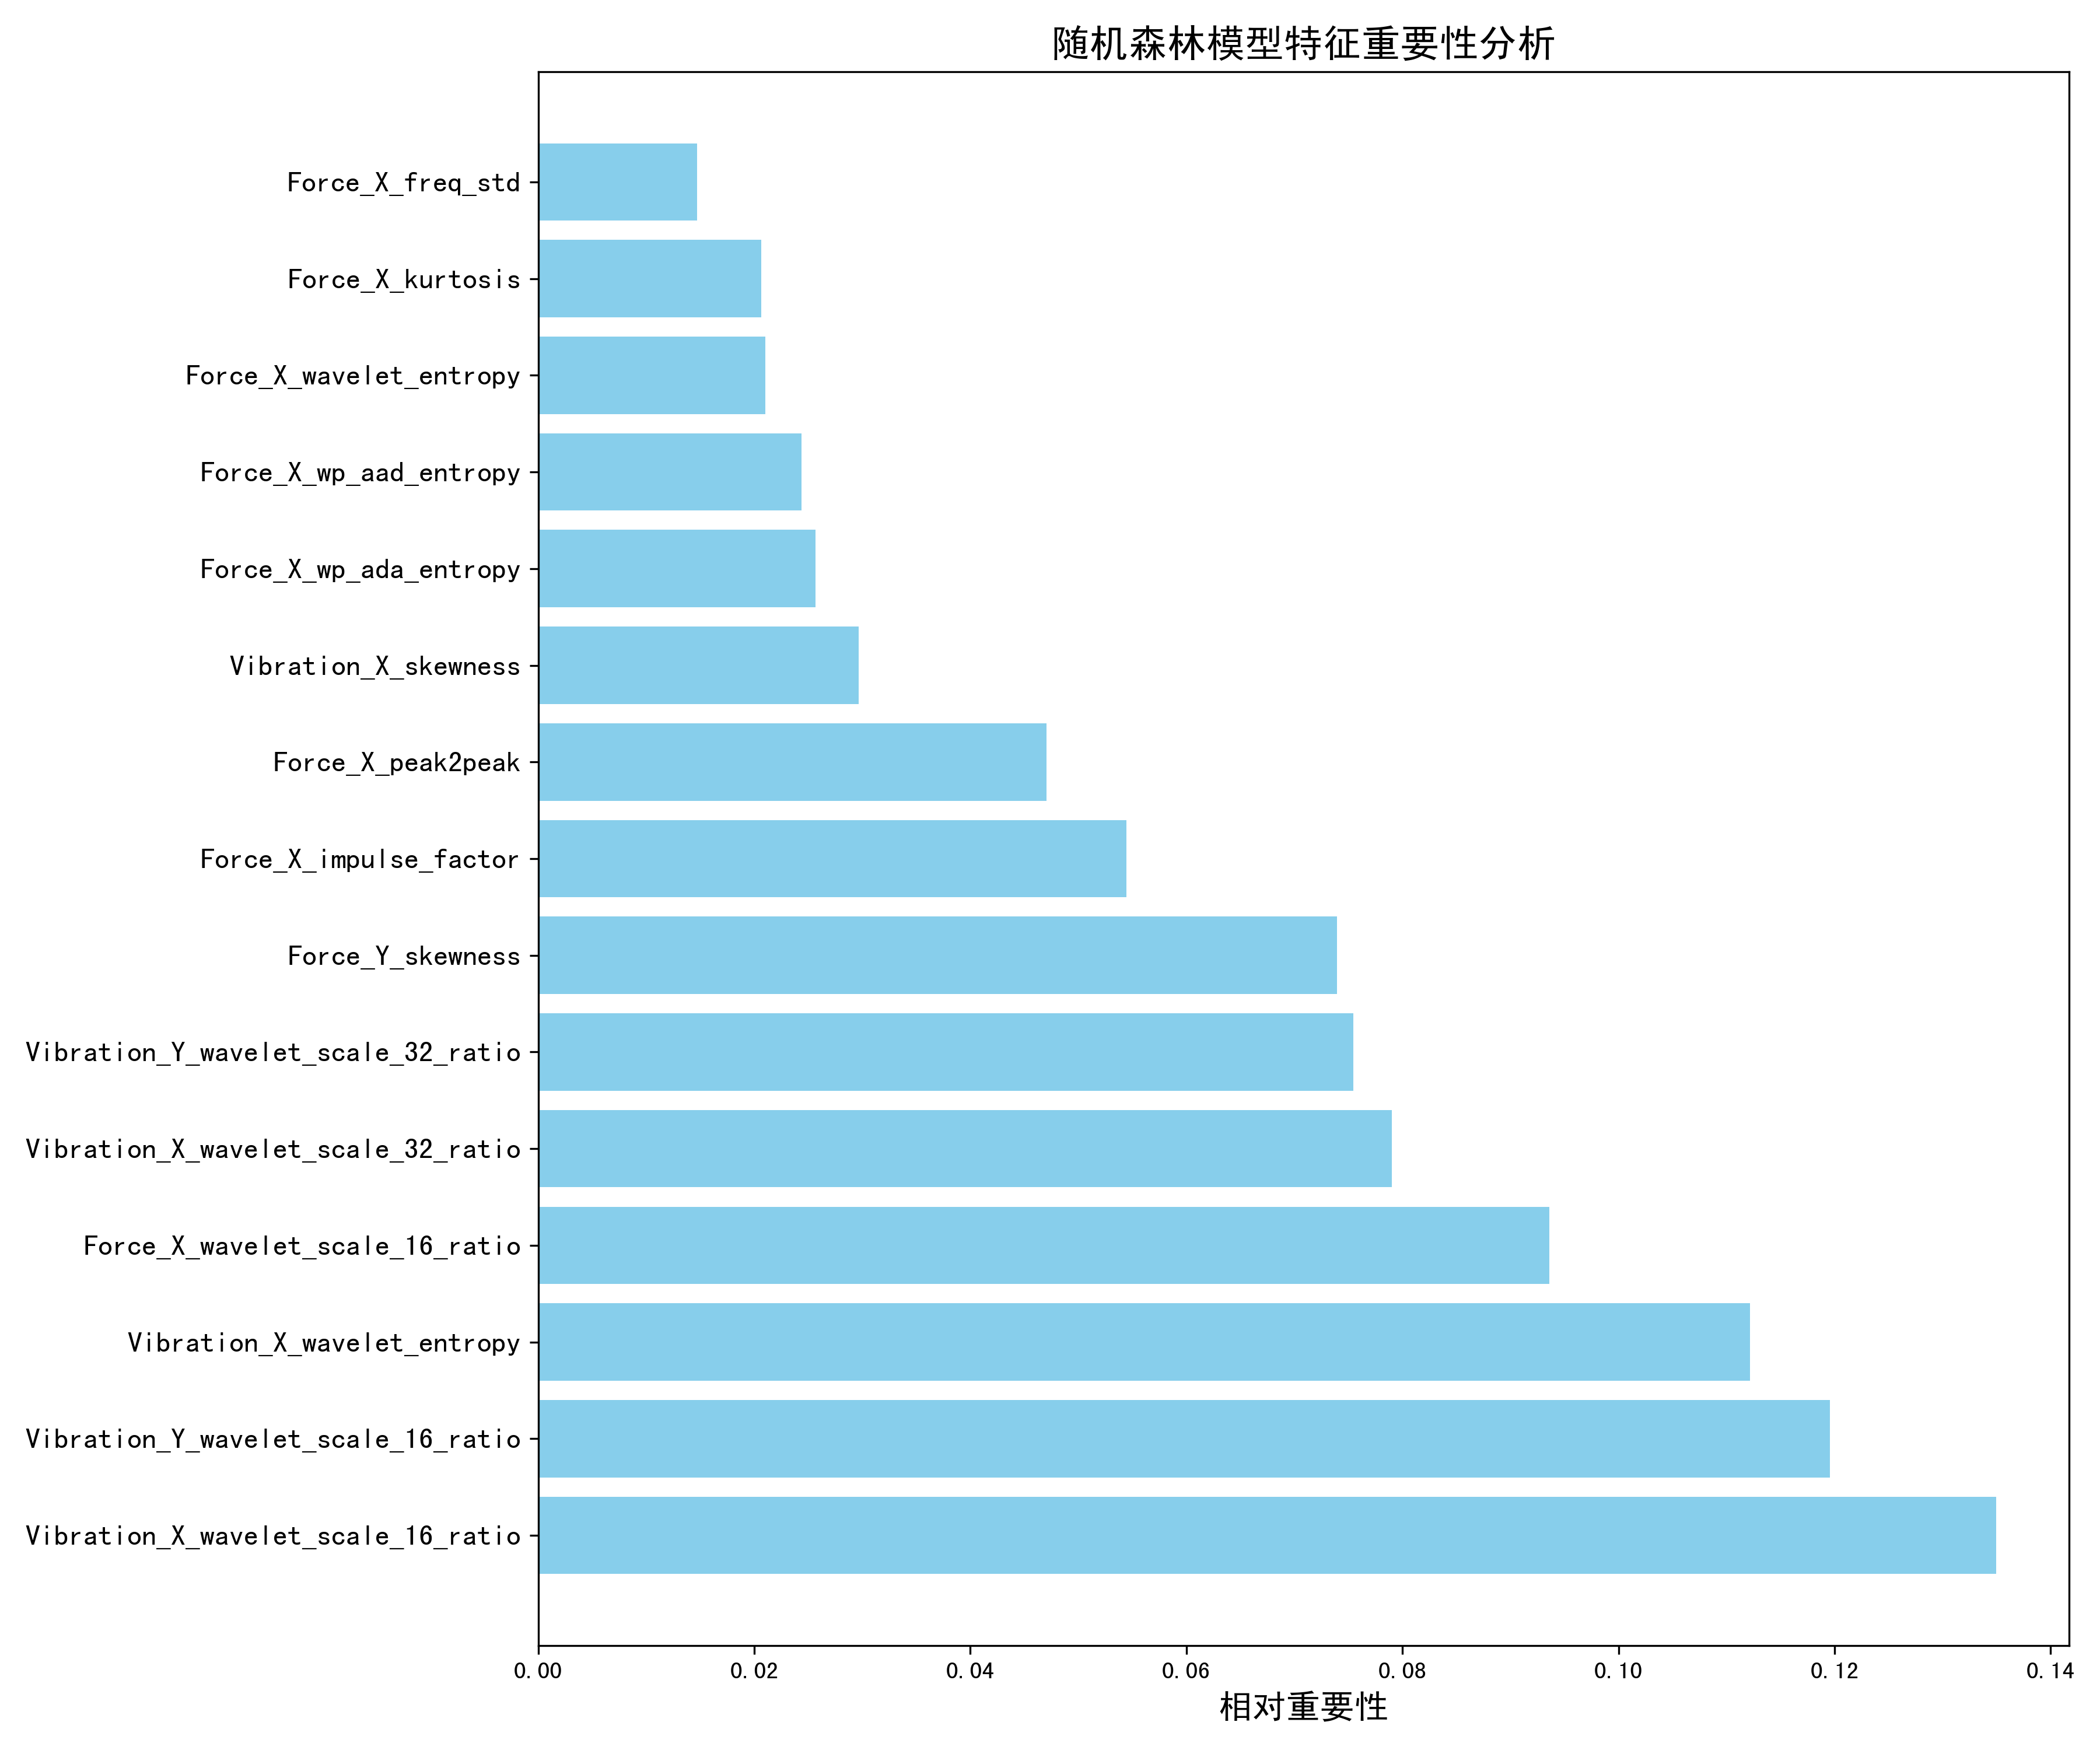 随机森林模型特征重要性分析
Force_X_freq_std
Force_X_kurtosis
Force_X_wavelet_entropy
Force_X_wp_aad_entropy
Force_X_wp_ada_entropy
Vibration_X_skewness
Force_X_peak2peak
Force_X_impulse_factor
Force_Y_skewness
Vibration_Y_wavelet_scale_32_ratio
Vibration_X_wavelet_scale_32_ratio
Force_X_wavelet_scale_16_ratio
Vibration_X_wavelet_entropy
Vibration_Y_wavelet_scale_16_ratio
Vibration_X_wavelet_scale_16_ratio
0.00 0.02 0.04 0.06 0.08 0.10 0.12 0.14
相对重要性